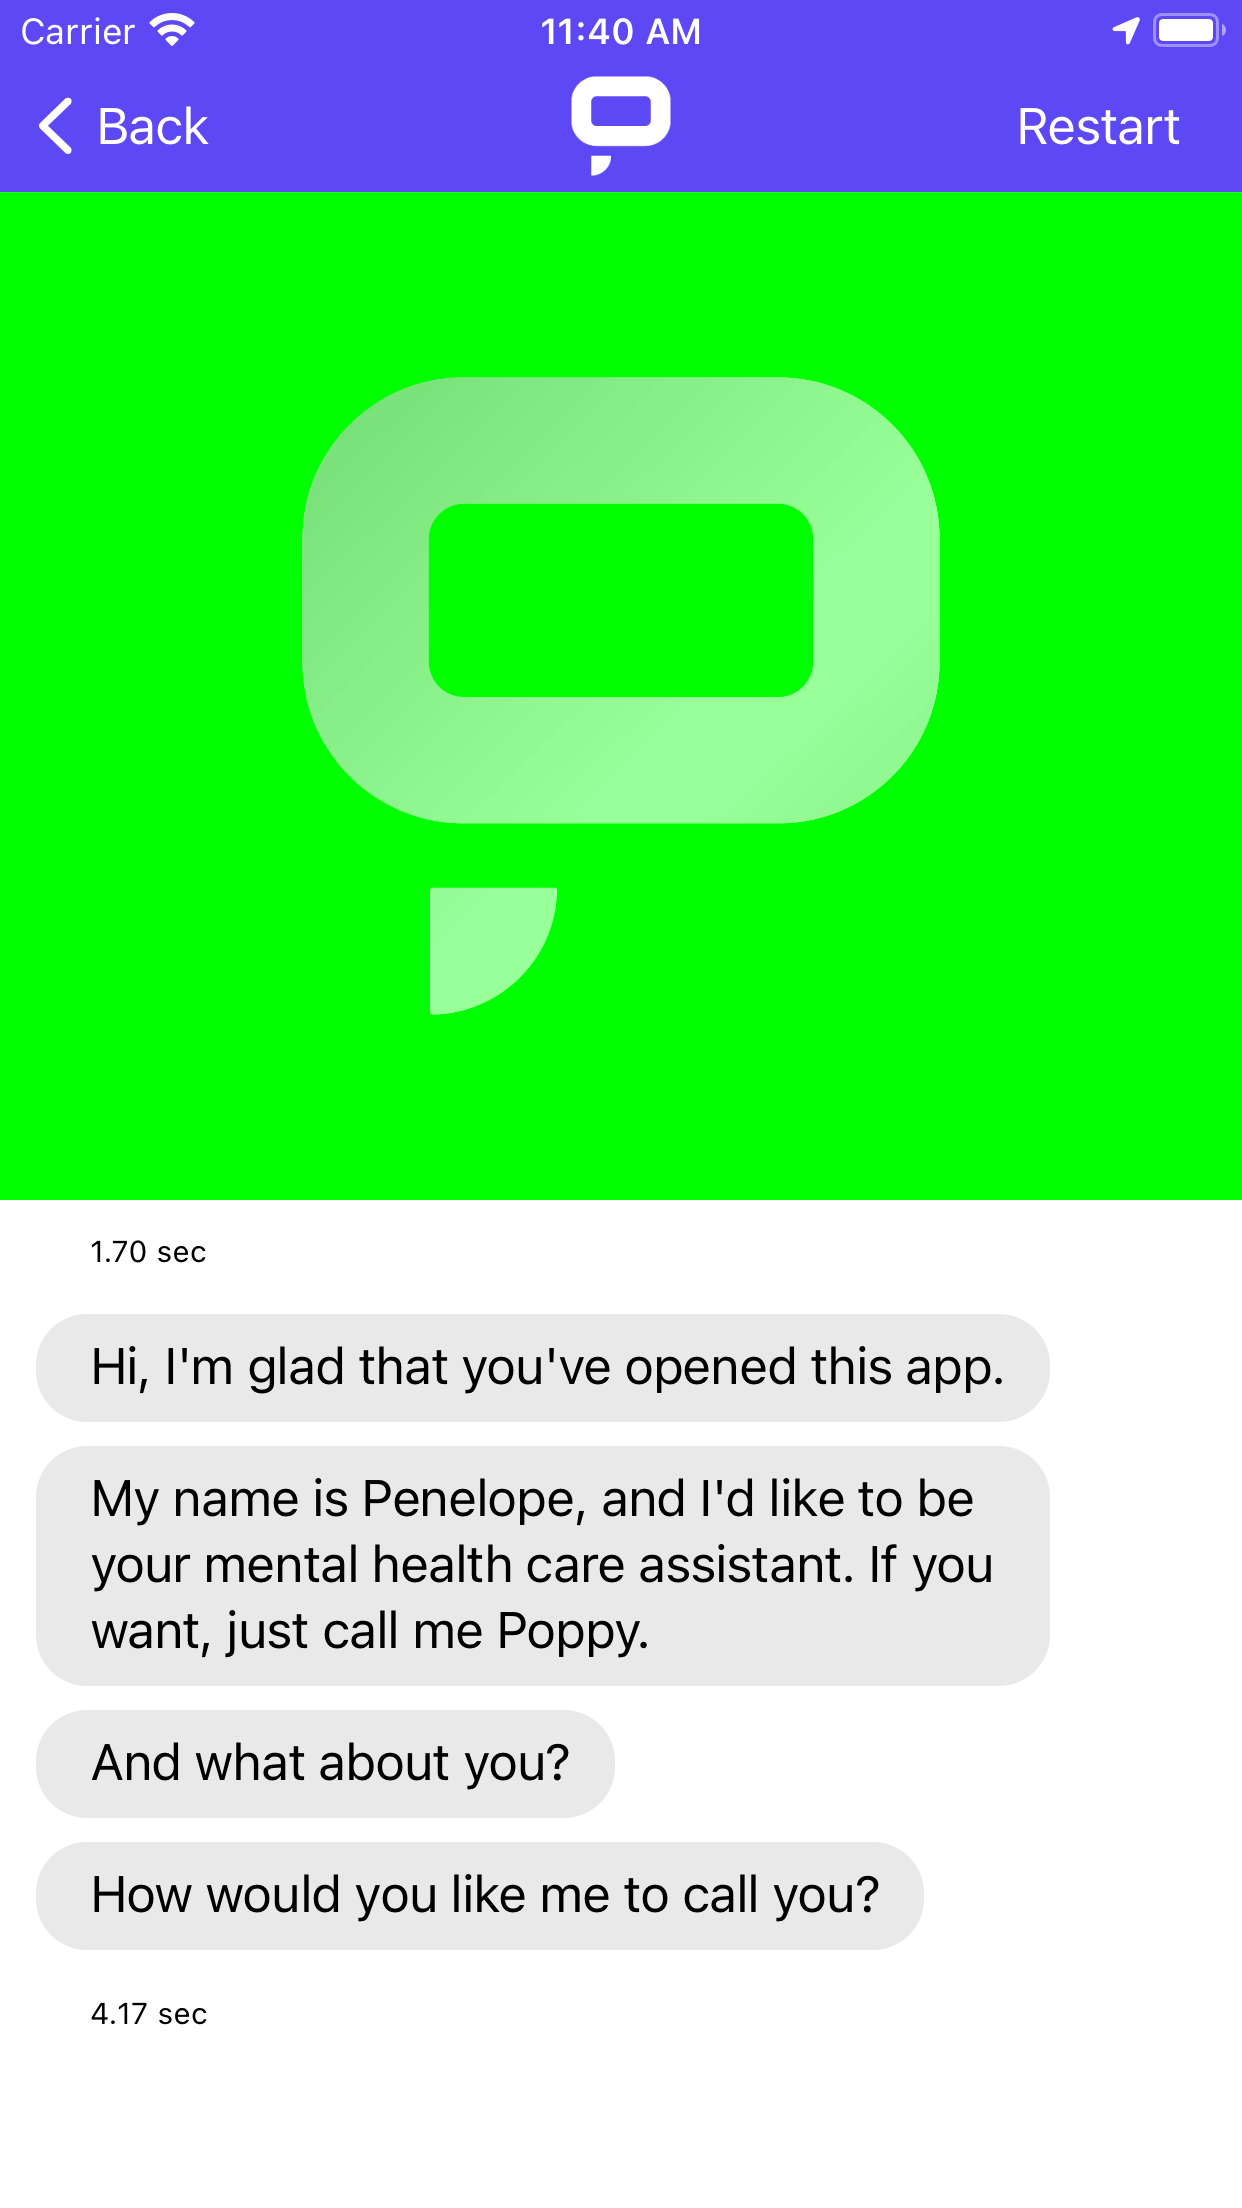 Carrier
11:40 AM
Back
Restart
1.70 sec
Hi, I'm glad that you've opened this app.
My name is Penelope, and I'd like to be
your mental health care assistant. If you
want, just call me Poppy.
And what about you?
How would you like me to call you?
4.17 sec